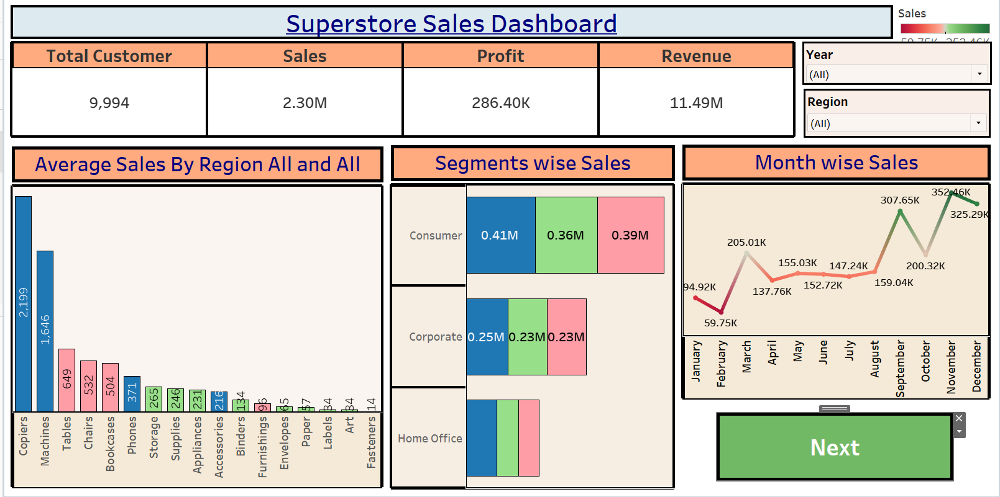 Superstore Sales Dashboard
Sales
Total Customer
Sales
Profit
Revenue
9,994
2.30M
286.40K
11.49M
Year
(All)
Region
(All)
Average Sales By Region All and All
2,199
1,646
649
532
504
371
265
246
231
216
134
96
65
57
34
34
14
Copiers
Machines
Tables
Chairs
Bookcases
Phones
Storage
Supplies
Appliances
Accessories
Binders
Furnishings
Envelopes
Paper
Labels
Art
Fasteners
Segments wise Sales
Consumer
0.41M
0.36M
0.39M
Corporate
0.25M
0.23M
0.23M
Home Office
Month wise Sales
94.92K
59.75K
205.01K
137.76K
155.03K
152.72K
147.24K
159.04K
307.65K
200.32K
352.46K
325.29K
January
February
March
April
May
June
July
August
September
October
November
December
Next